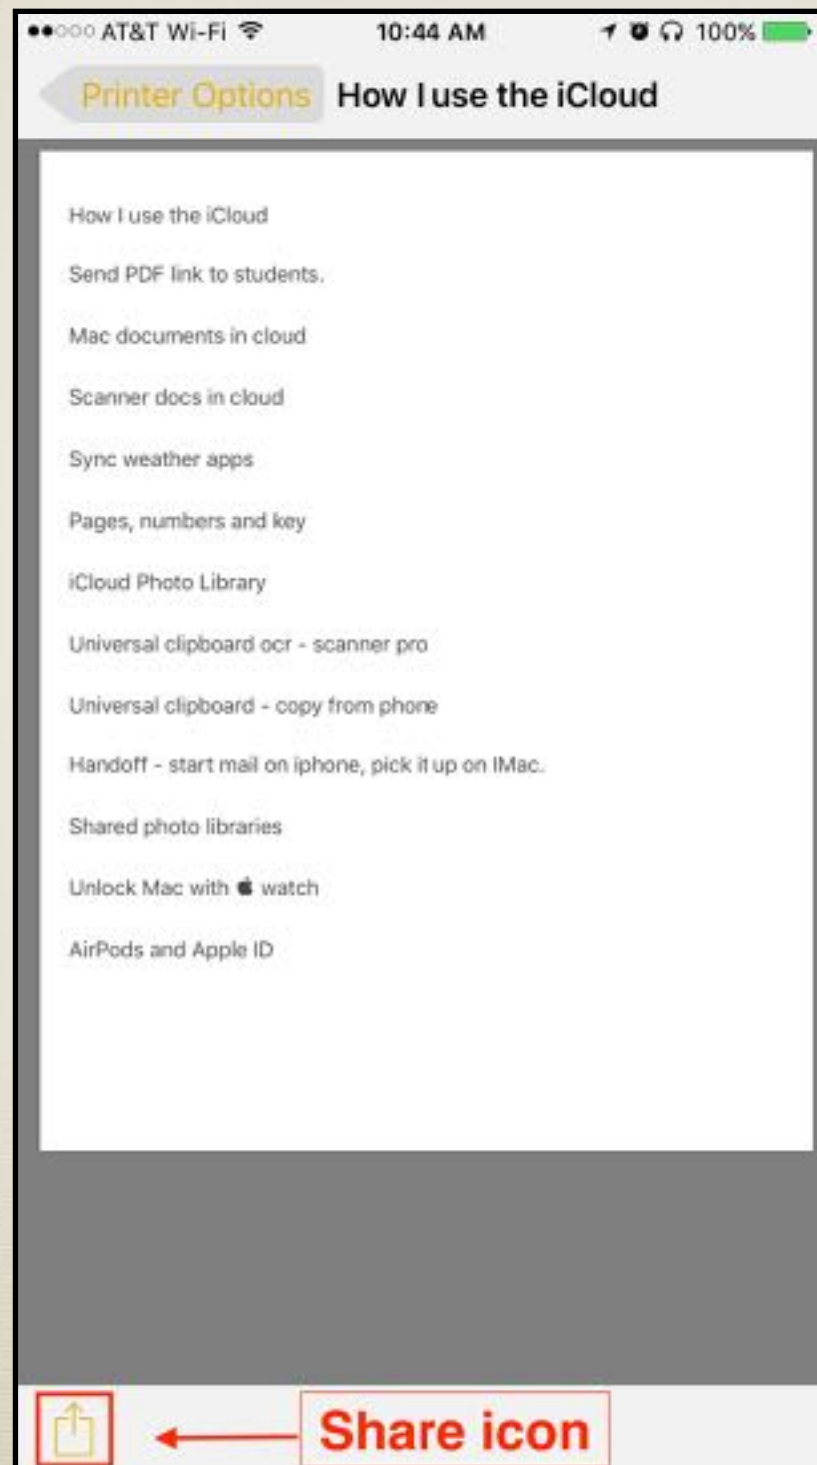 AT&T Wi-Fi 10:44 AM 100%
Printer Options How I use the iCloud
How I use the iCloud
Send PDF link to students.
Mac documents in cloud
Scanner docs in cloud
Sync weather apps
Pages, numbers and key
iCloud Photo Library
Universal clipboard ocr - scanner pro
Universal clipboard - copy from phone
Handoff - start mail on iphone, pick it up on IMac.
Shared photo libraries
Unlock Mac with  watch
AirPods and Apple ID
Share icon